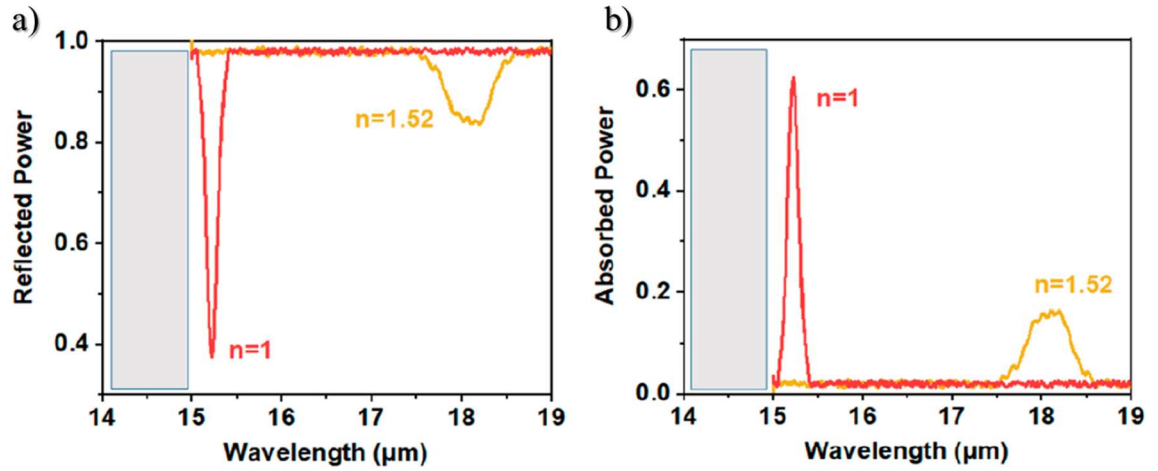 a)
1.0
0.8
0.6
0.4
Reflected Power
n=1.52
n=1
14 15 16 17 18 19
Wavelength (μm)
b)
0.6
0.4
0.2
0.0
Absorbed Power
n=1
n=1.52
14 15 16 17 18 19
Wavelength (μm)